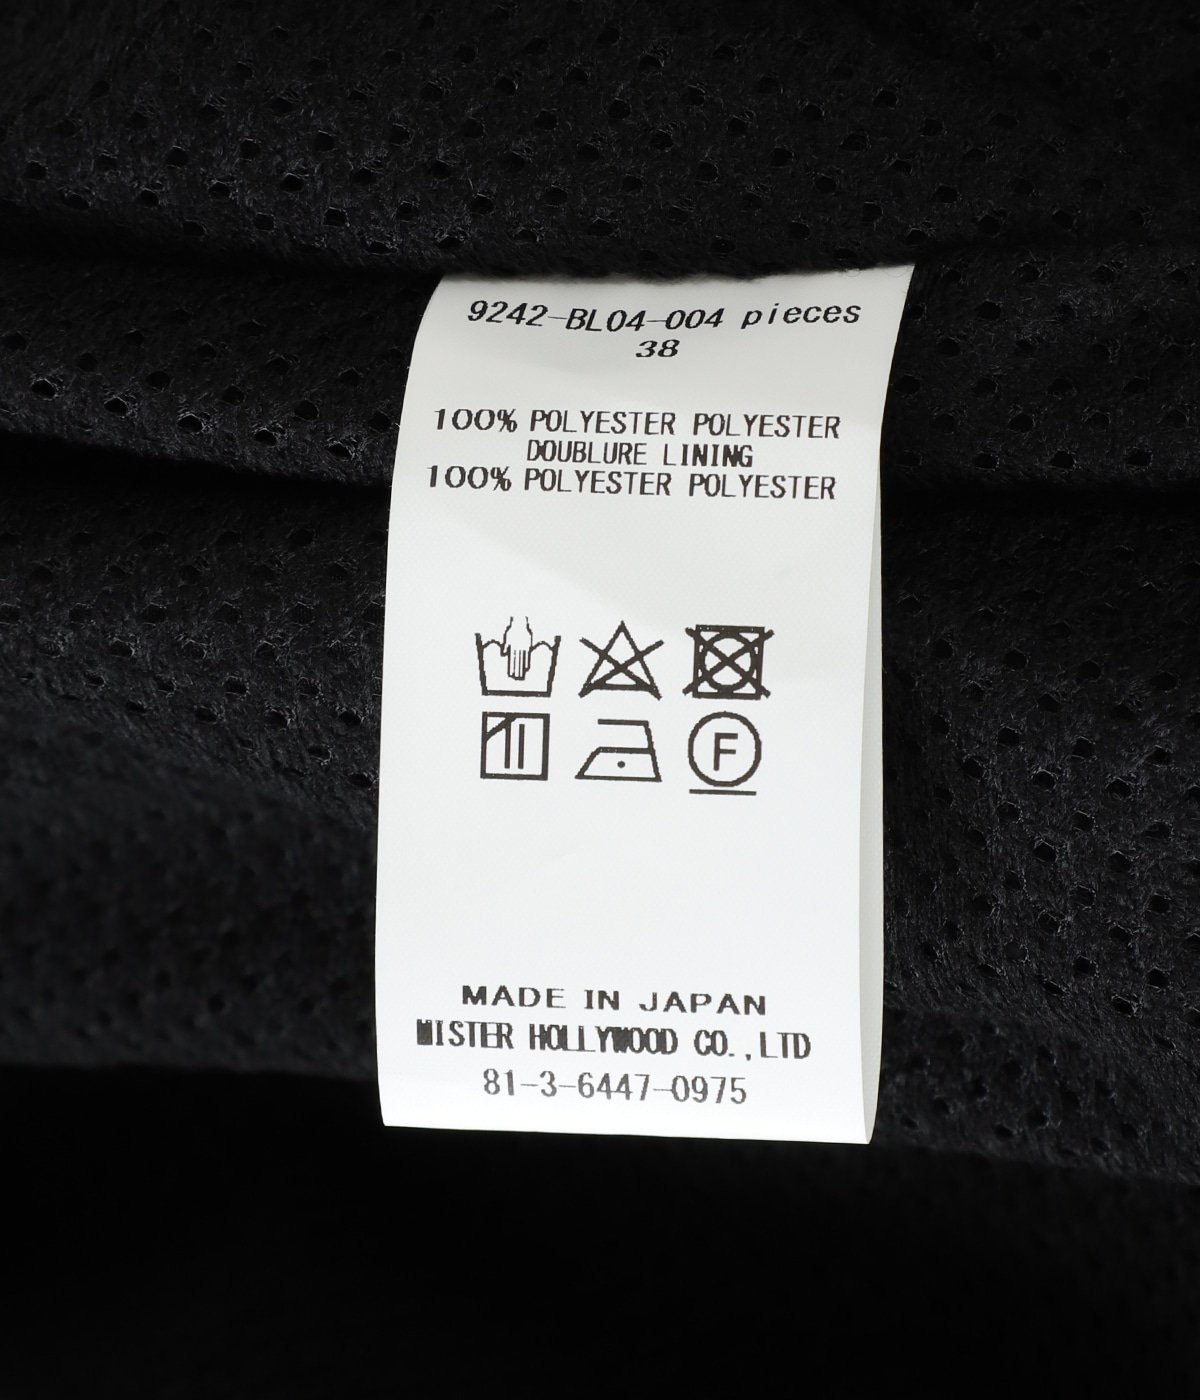 9242-BL04-004 pieces
38
100% POLYESTER POLYESTER
DOUBLURE LINING
100% POLYESTER POLYESTER
F
MADE IN JAPAN
MISTER HOLLYWOOD CO.,LTD
81-3-6447-0975